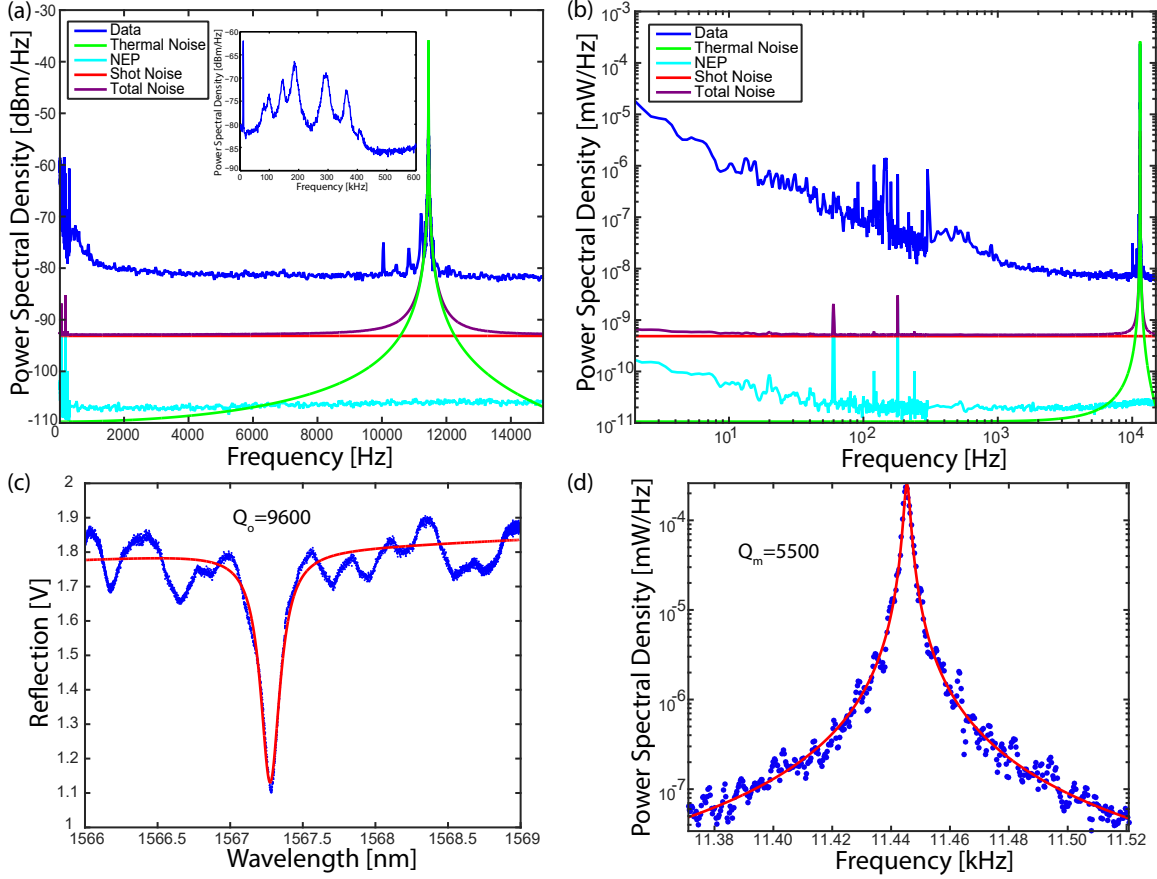 (a)
Power Spectral Density [dBm/Hz]
-30
-40
-50
-60
-70
-80
-90
-100
-110
Data
Thermal Noise
NEP
Shot Noise
Total Noise
Power Spectral Density [dBm/Hz]
-60
-65
-70
-75
-80
-85
-90
0 100 200 300 400 500 600
Frequency [kHz]
0 2000 4000 6000 8000 10000 12000 14000
Frequency [Hz]
(b)
Power Spectral Density [mW/Hz]
10⁻³
10⁻⁴
10⁻⁵
10⁻⁶
10⁻⁷
10⁻⁸
10⁻⁹
10⁻¹⁰
10⁻¹¹
Data
Thermal Noise
NEP
Shot Noise
Total Noise
10¹ 10² 10³ 10⁴
Frequency [Hz]
(c)
Reflection [V]
2
1.9
1.8
1.7
1.6
1.5
1.4
1.3
1.2
1.1
1
Qₒ=9600
1566 1566.5 1567 1567.5 1568 1568.5 1569
Wavelength [nm]
(d)
Power Spectral Density [mW/Hz]
10⁻⁴
10⁻⁵
10⁻⁶
10⁻⁷
Qₘ=5500
11.38 11.40 11.42 11.44 11.46 11.48 11.50 11.52
Frequency [kHz]